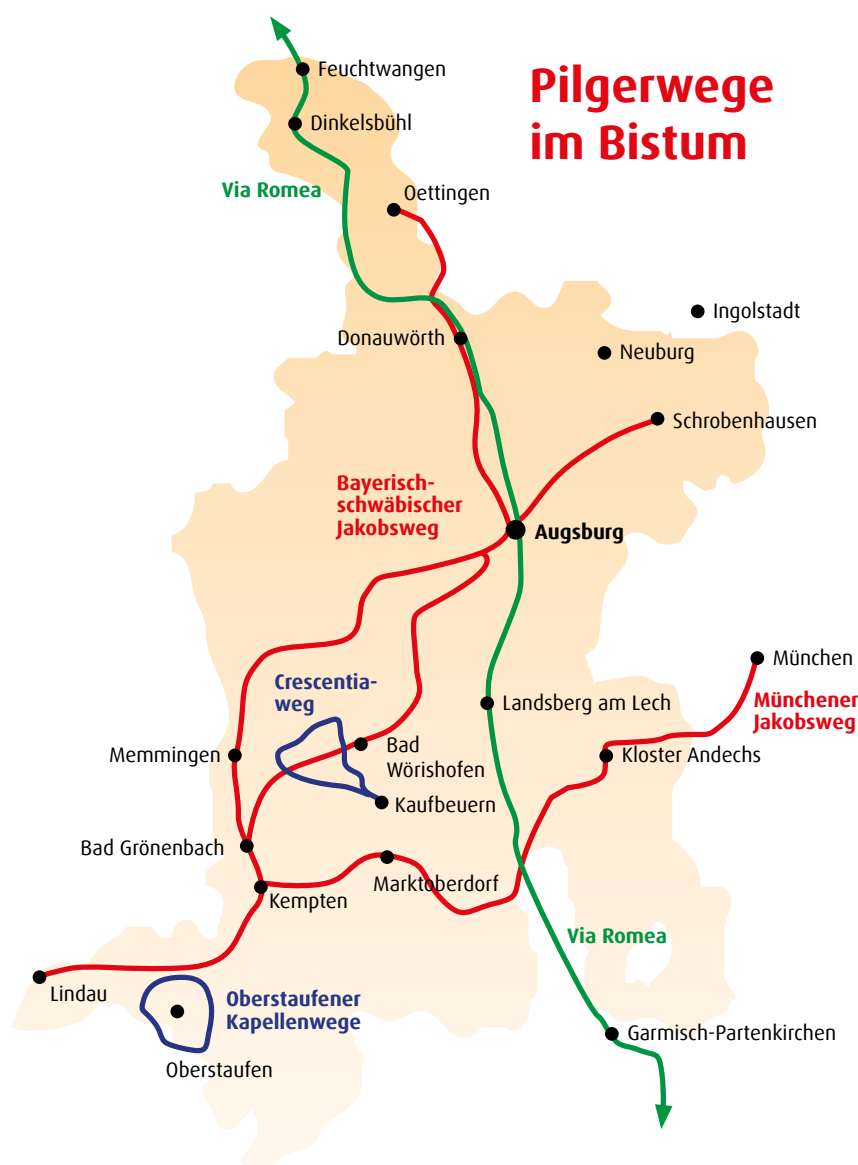 Pilgerwege
im Bistum
Feuchtwangen
Dinkelsbühl
Via Romea
Oettingen
Ingolstadt
Donauwörth
Neuburg
Schrobenhausen
Bayerisch-
schwäbischer
Jakobsweg
Augsburg
München
Crescentia-
weg
Landsberg am Lech
Münchener
Jakobsweg
Memmingen
Bad
Wörishofen
Kloster Andechs
Kaufbeuern
Bad Grönenbach
Marktoberdorf
Kempten
Via Romea
Lindau
Oberstaufener
Kapellenwege
Garmisch-Partenkirchen
Oberstaufen